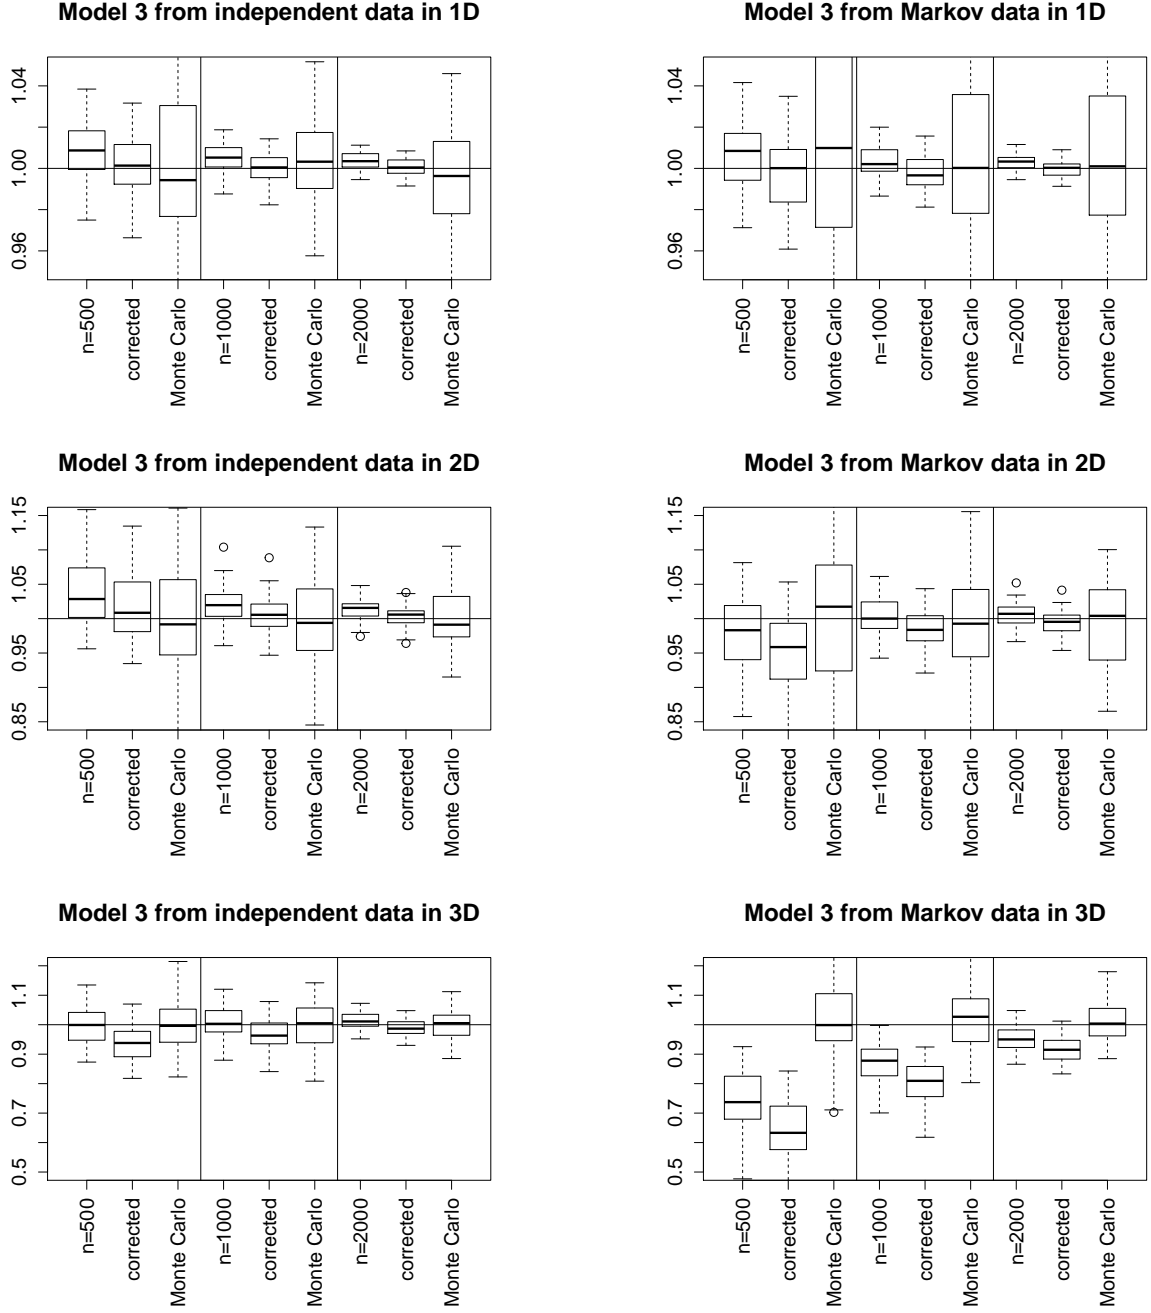 Model 3 from independent data in 1D
1.04
1.00
0.96
n=500
corrected
Monte Carlo
n=1000
corrected
Monte Carlo
n=2000
corrected
Monte Carlo
Model 3 from Markov data in 1D
1.04
1.00
0.96
n=500
corrected
Monte Carlo
n=1000
corrected
Monte Carlo
n=2000
corrected
Monte Carlo
Model 3 from independent data in 2D
1.15
1.05
0.95
0.85
n=500
corrected
Monte Carlo
n=1000
corrected
Monte Carlo
n=2000
corrected
Monte Carlo
Model 3 from Markov data in 2D
1.15
1.05
0.95
0.85
n=500
corrected
Monte Carlo
n=1000
corrected
Monte Carlo
n=2000
corrected
Monte Carlo
Model 3 from independent data in 3D
1.1
0.9
0.7
0.5
n=500
corrected
Monte Carlo
n=1000
corrected
Monte Carlo
n=2000
corrected
Monte Carlo
Model 3 from Markov data in 3D
1.1
0.9
0.7
0.5
n=500
corrected
Monte Carlo
n=1000
corrected
Monte Carlo
n=2000
corrected
Monte Carlo